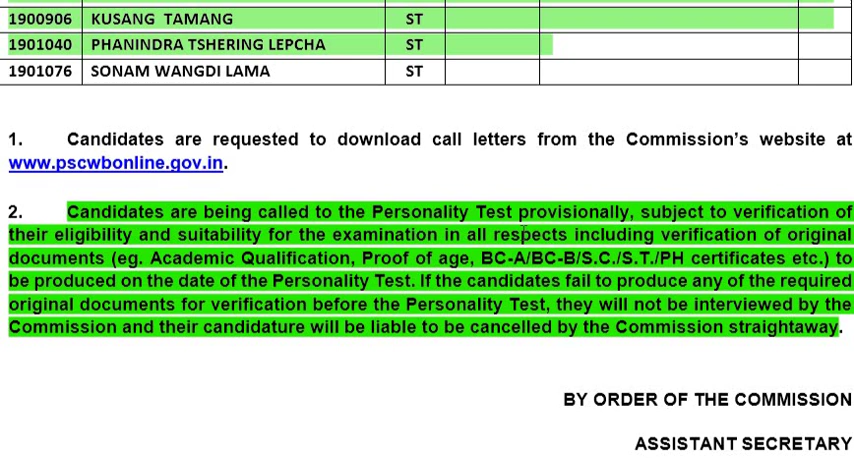 1900906 KUSANG TAMANG ST
1901040 PHANINDRA TSHERING LEPCHA ST
1901076 SONAM WANGDI LAMA ST
1. Candidates are requested to download call letters from the Commission's website at
www.pscwbonline.gov.in.
2. Candidates are being called to the Personality Test provisionally, subject to verification of
their eligibility and suitability for the examination in all respects including verification of original
documents (eg. Academic Qualification, Proof of age, BC-A/BC-B/S.C./S.T./PH certificates etc.) to
be produced on the date of the Personality Test. If the candidates fail to produce any of the required
original documents for verification before the Personality Test, they will not be interviewed by the
Commission and their candidature will be liable to be cancelled by the Commission straightaway.
BY ORDER OF THE COMMISSION
ASSISTANT SECRETARY